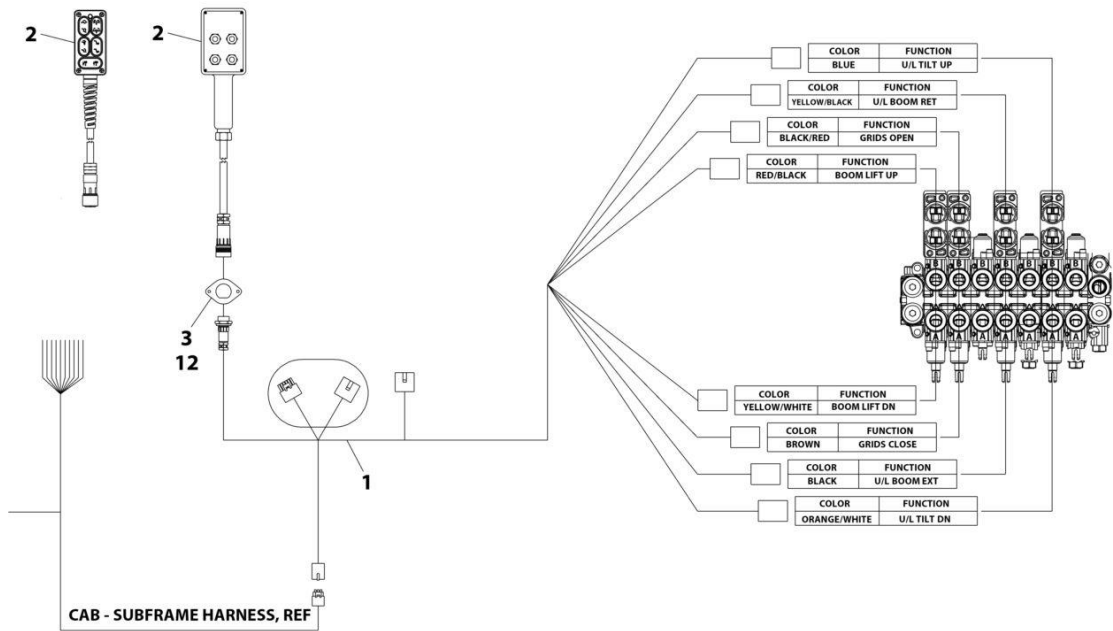 2
2
COLOR FUNCTION
BLUE U/L TILT UP
COLOR FUNCTION
YELLOW/BLACK U/L BOOM RET
COLOR FUNCTION
BLACK/RED GRIDS OPEN
COLOR FUNCTION
RED/BLACK BOOM LIFT UP
B B B B B B B
A A A A A A A
3
12
1
COLOR FUNCTION
YELLOW/WHITE BOOM LIFT DN
COLOR FUNCTION
BROWN GRIDS CLOSE
COLOR FUNCTION
BLACK U/L BOOM EXT
COLOR FUNCTION
ORANGE/WHITE U/L TILT DN
CAB - SUBFRAME HARNESS, REF